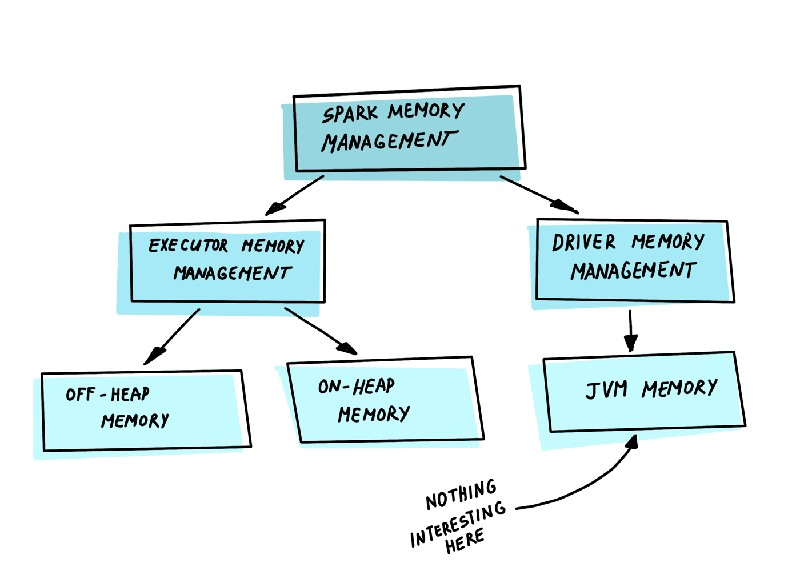 SPARK MEMORY
MANAGEMENT
EXECUTOR MEMORY
MANAGEMENT
DRIVER MEMORY
MANAGEMENT
OFF-HEAP
MEMORY
ON-HEAP
MEMORY
JVM MEMORY
NOTHING
INTERESTING
HERE